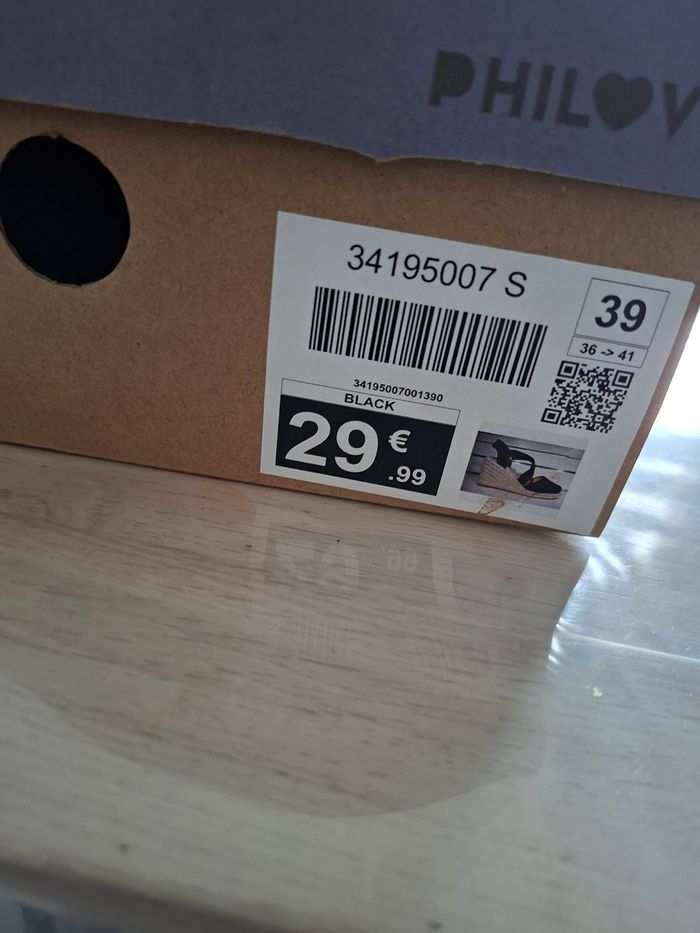 PHIL♥V
34195007 S
39
36 -> 41
34195007001390
BLACK
29 €
.99